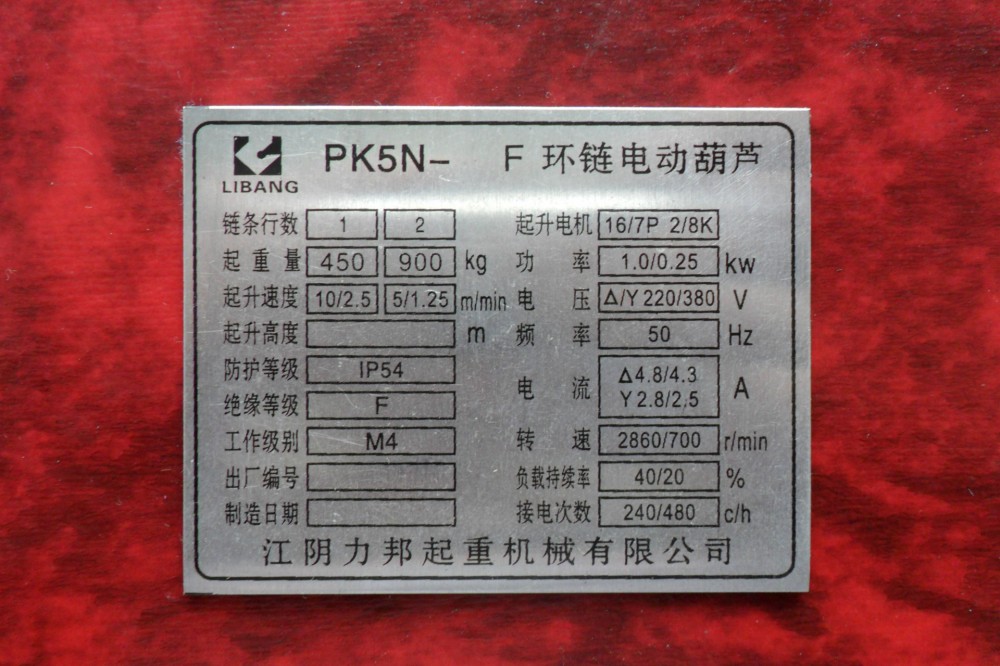 LIBANG
PK5N- F 环链电动葫芦
链条行数 1 2 起升电机 16/7P 2/8K
起重量 450 900 kg 功率 1.0/0.25 kw
起升速度 10/2.5 5/1.25 m/min 电压 Δ/Y 220/380 V
起升高度 m 频率 50 Hz
防护等级 IP54 电流 Δ4.8/4.3 A
Y 2.8/2.5
绝缘等级 F
工作级别 M4 转速 2860/700 r/min
出厂编号 负载持续率 40/20 %
制造日期 接电次数 240/480 c/h
江阴力邦起重机械有限公司